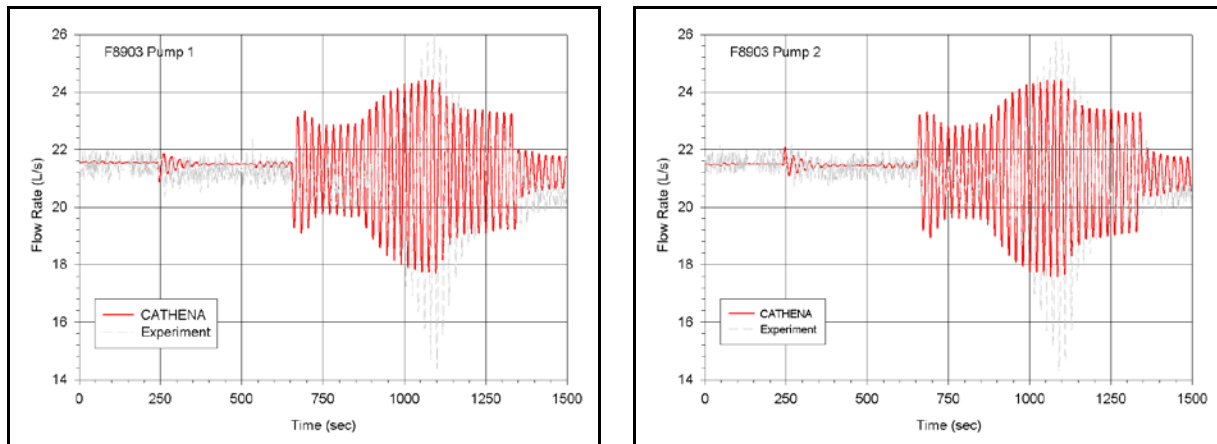 F8903 Pump 1
26
24
22
20
18
16
14
Flow Rate (L/s)
CATHENA
Experiment
0 250 500 750 1000 1250 1500
Time (sec)
F8903 Pump 2
26
24
22
20
18
16
14
Flow Rate (L/s)
CATHENA
Experiment
0 250 500 750 1000 1250 1500
Time (sec)